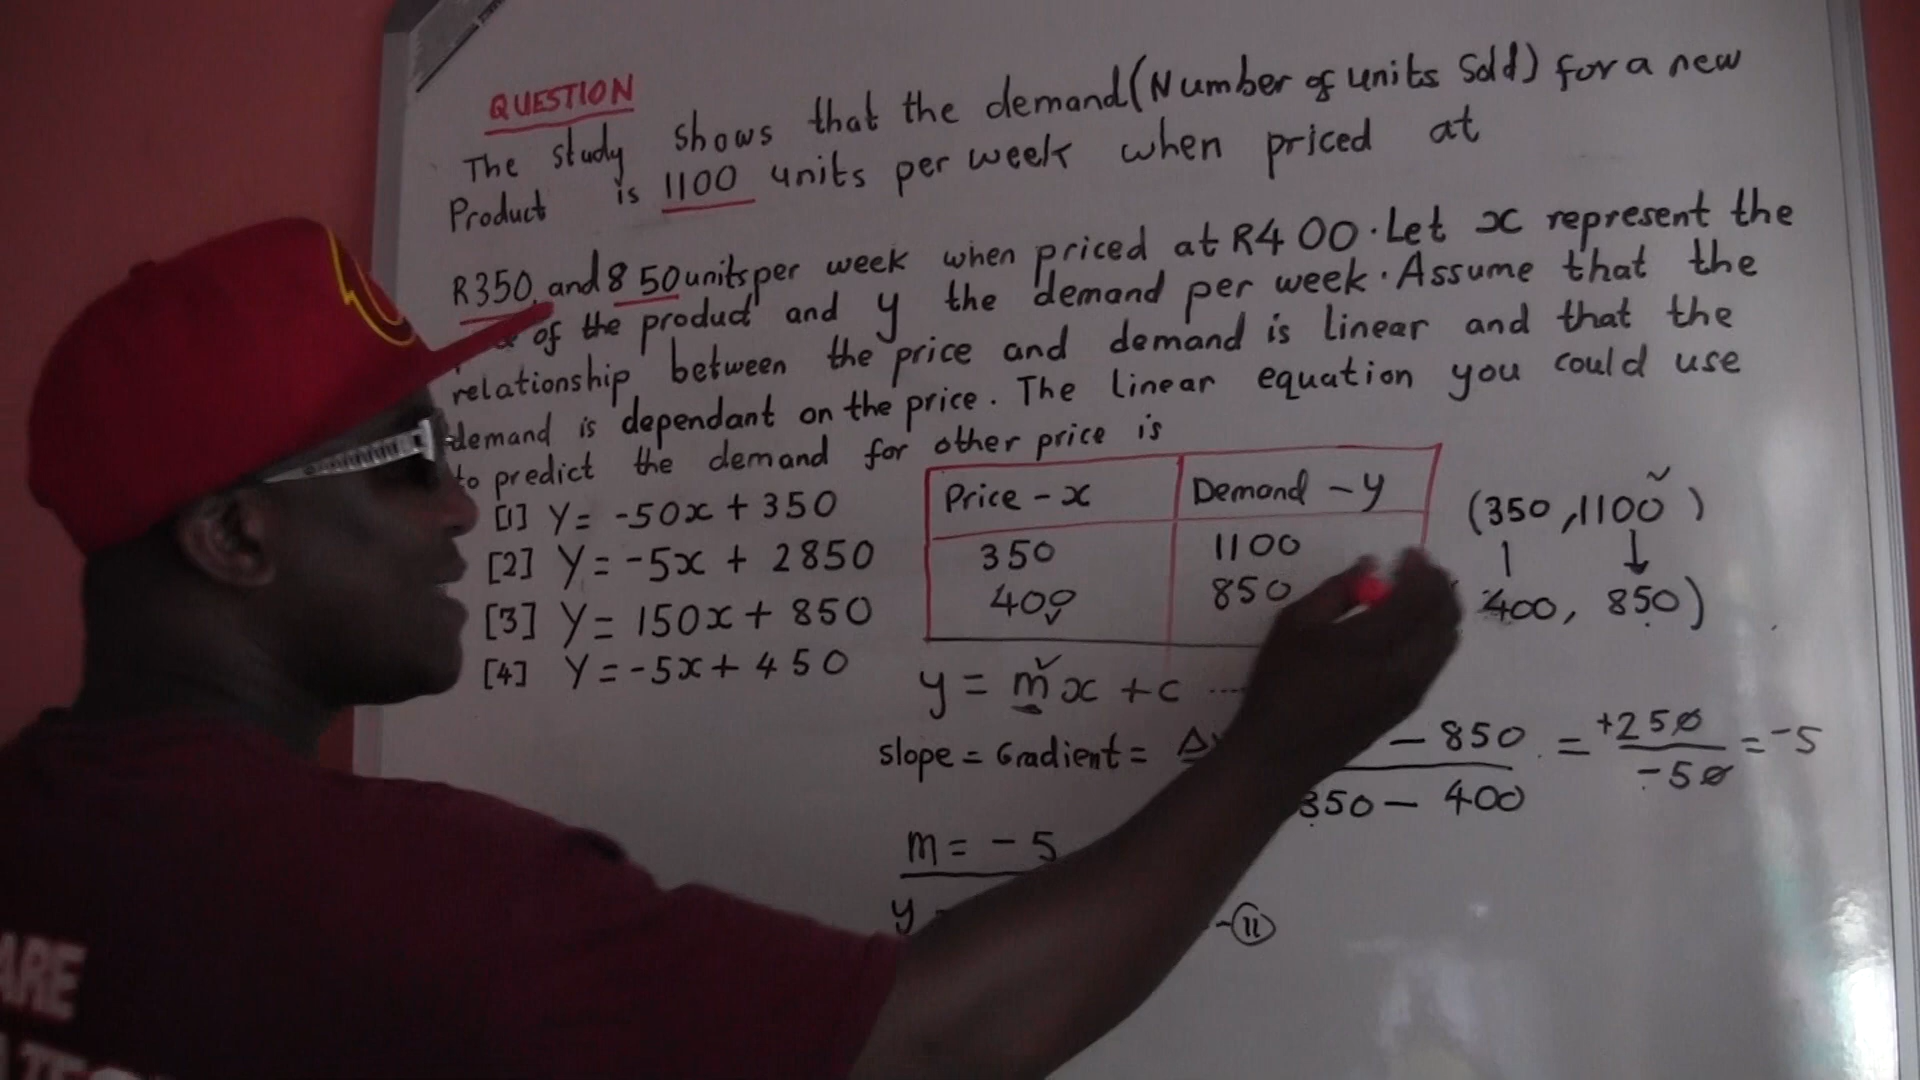 QUESTION
The study shows that the demand (Number of units Sold) for a new
Product is 1100 units per week when priced at
R350, and 850 units per week when priced at R400. Let x represent the
of the product and y the demand per week. Assume that the
relationship between the price and demand is linear and that the
demand is dependant on the price. The linear equation you could use
to predict the demand for other price is
[1] Y = -50x + 350
[2] Y = -5x + 2850
[3] Y = 150x + 850
[4] Y = -5x + 450
Price - x Demand - y
350 1100
400 850
(350, 1100)
400, 850)
y = mx + c ...
slope = Gradient = Δ - 850 = +250 = -5
350 - 400 -50
m = -5
y = - 11
ARE